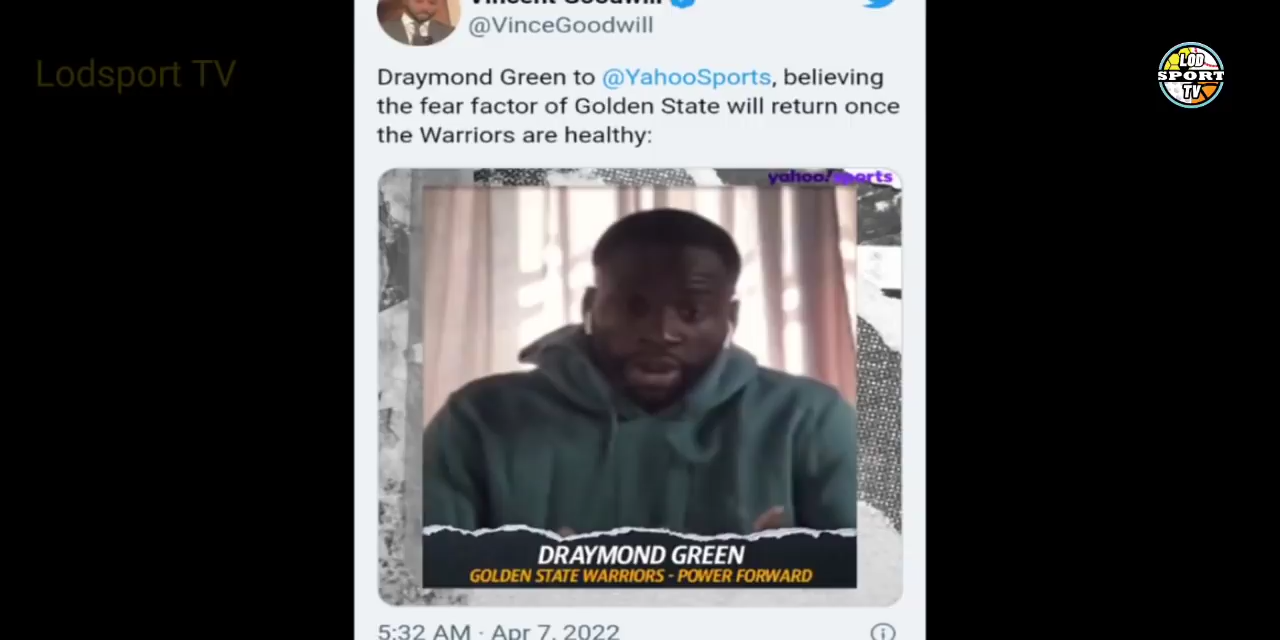 Vincent Goodwill
@VinceGoodwill
Lodsport TV
LOD
SPORT
TV
Draymond Green to @YahooSports, believing
the fear factor of Golden State will return once
the Warriors are healthy:
yahoo!sports
DRAYMOND GREEN
GOLDEN STATE WARRIORS - POWER FORWARD
5:32 AM · Apr 7, 2022